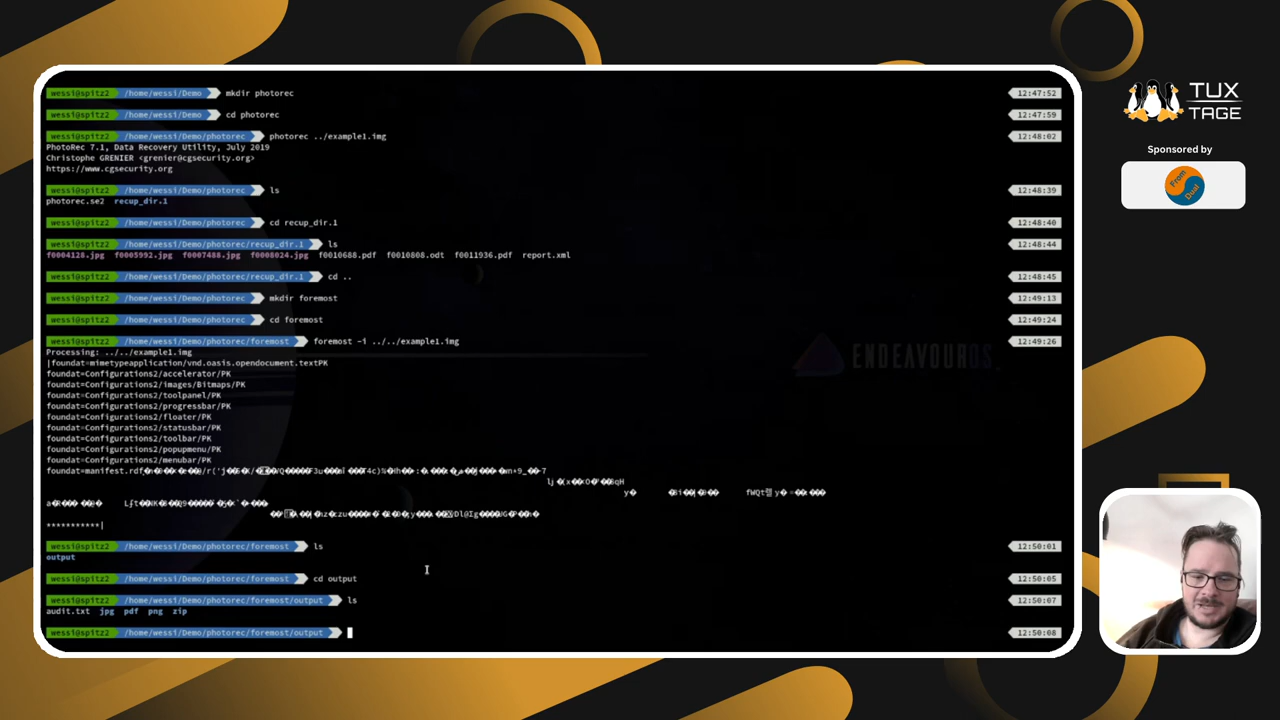 wessi@spitz2 /home/wessi/Demo mkdir photorec 12:47:52
wessi@spitz2 /home/wessi/Demo cd photorec 12:47:59
wessi@spitz2 /home/wessi/Demo/photorec photorec ../example1.img 12:48:02
PhotoRec 7.1, Data Recovery Utility, July 2019
Christophe GRENIER <grenier@cgsecurity.org>
https://www.cgsecurity.org
wessi@spitz2 /home/wessi/Demo/photorec ls 12:48:39
photorec.se2 recup_dir.1
wessi@spitz2 /home/wessi/Demo/photorec cd recup_dir.1 12:48:40
wessi@spitz2 /home/wessi/Demo/photorec/recup_dir.1 ls 12:48:44
f0004128.jpg f0005992.jpg f0007488.jpg f0008024.jpg f0010688.pdf f0010808.odt f0011936.pdf report.xml
wessi@spitz2 /home/wessi/Demo/photorec/recup_dir.1 cd .. 12:48:45
wessi@spitz2 /home/wessi/Demo/photorec mkdir foremost 12:49:13
wessi@spitz2 /home/wessi/Demo/photorec cd foremost 12:49:24
wessi@spitz2 /home/wessi/Demo/photorec/foremost foremost -i ../../example1.img 12:49:26
Processing: ../../example1.img
|foundat=mimetypeapplication/vnd.oasis.opendocument.textPK
foundat=Configurations2/accelerator/PK
foundat=Configurations2/images/Bitmaps/PK
foundat=Configurations2/toolpanel/PK
foundat=Configurations2/progressbar/PK
foundat=Configurations2/floater/PK
foundat=Configurations2/statusbar/PK
foundat=Configurations2/toolbar/PK
foundat=Configurations2/popupmenu/PK
foundat=Configurations2/menubar/PK
foundat=manifest.rdf
***********|
wessi@spitz2 /home/wessi/Demo/photorec/foremost ls 12:50:01
output
wessi@spitz2 /home/wessi/Demo/photorec/foremost cd output 12:50:05
wessi@spitz2 /home/wessi/Demo/photorec/foremost/output ls 12:50:07
audit.txt jpg pdf png zip
wessi@spitz2 /home/wessi/Demo/photorec/foremost/output 12:50:08
ENDEAVOUROS
TUX
TAGE
Sponsored by
From
Dual